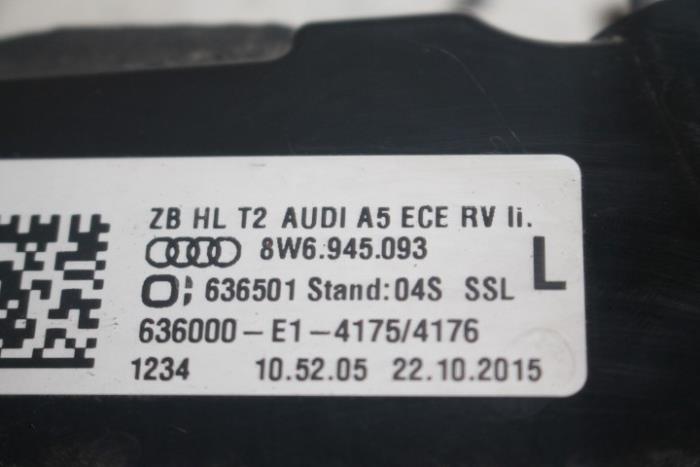 ZB HL T2 AUDI A5 ECE RV li.
8W6.945.093
L
636501 Stand:04S SSL
636000-E1-4175/4176
1234 10.52.05 22.10.2015